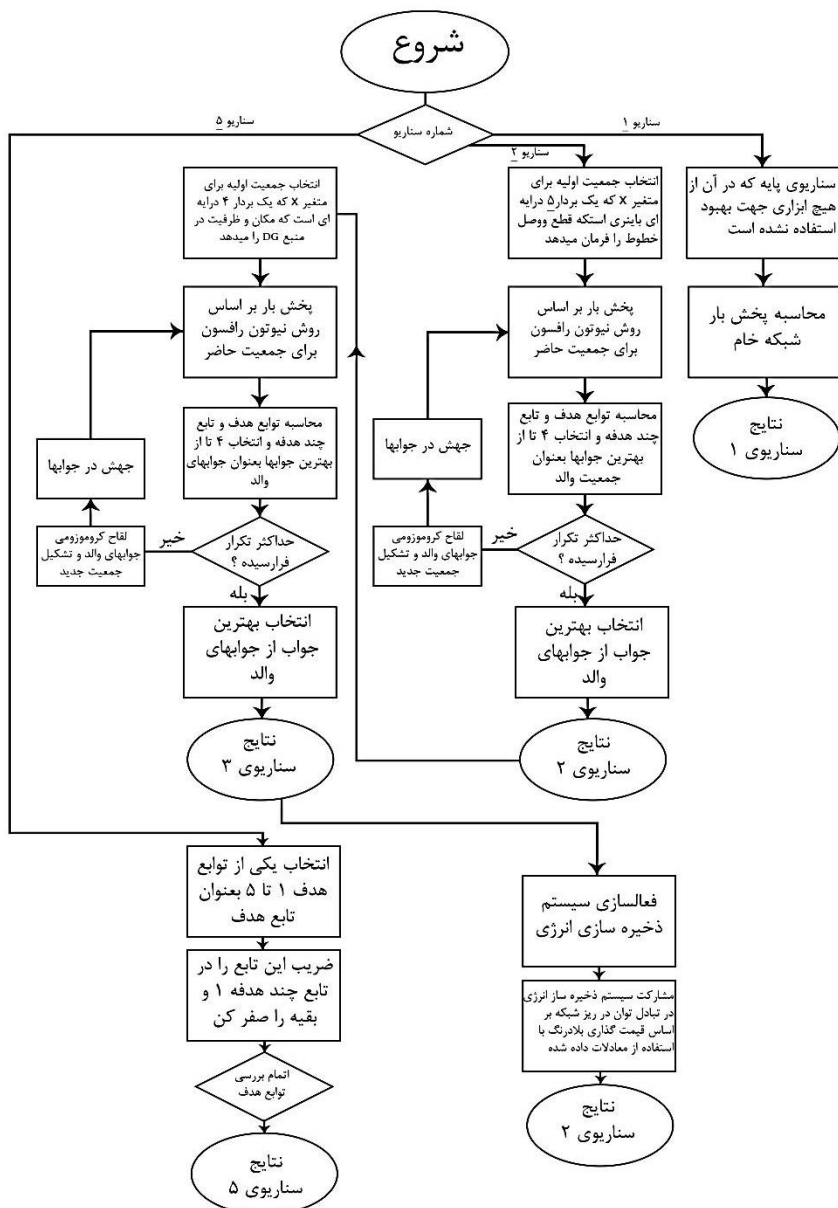 شروع
شماره سناریو
سناریو ۱
سناریو ۲
سناریو ۵
سناریوی پایه که در آن از
هیچ ابزاری جهت بهبود
استفاده نشده است
محاسبه پخش بار
شبکه خام
نتایج
سناریوی ۱
انتخاب جمعیت اولیه برای
متغیر X که یک بردار۵ درایه
ای باینری استکه قطع ووصل
خطوط را فرمان میدهد
پخش بار بر اساس
روش نیوتون رافسون
برای جمعیت حاضر
محاسبه توابع هدف و تابع
چند هدفه و انتخاب ۴ تا از
بهترین جوابها بعنوان
جمعیت والد
حداکثر تکرار
فرارسیده ؟
خیر
لقاح کروموزومی
جوابهای والد و تشکیل
جمعیت جدید
جهش در جوابها
بله
انتخاب بهترین
جواب از جوابهای
والد
نتایج
سناریوی ۲
انتخاب جمعیت اولیه برای
متغیر X که یک بردار ۴ درایه
ای است که مکان و ظرفیت در
منبع DG را میدهد
پخش بار بر اساس
روش نیوتون رافسون
برای جمعیت حاضر
محاسبه توابع هدف و تابع
چند هدفه و انتخاب ۴ تا از
بهترین جوابها بعنوان جوابهای
والد
حداکثر تکرار
فرارسیده ؟
خیر
لقاح کروموزومی
جوابهای والد و تشکیل
جمعیت جدید
جهش در جوابها
بله
انتخاب بهترین
جواب از جوابهای
والد
نتایج
سناریوی ۳
فعالسازی سیستم
ذخیره سازی انرژی
مشارکت سیستم ذخیره ساز انرژی
در تبادل توان در ریز شبکه بر
اساس قیمت گذاری بلادرنگ با
استفاده از معادلات داده شده
نتایج
سناریوی ۲
انتخاب یکی از توابع
هدف ۱ تا ۵ بعنوان
تابع هدف
ضریب این تابع را در
تابع چند هدفه ۱ و
بقیه را صفر کن
اتمام بررسی
توابع هدف
نتایج
سناریوی ۵